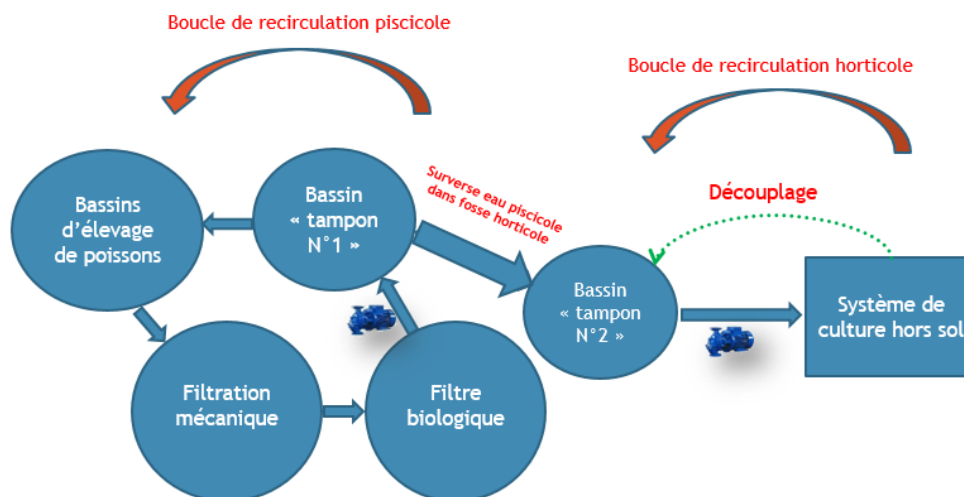 Boucle de recirculation piscicole
Boucle de recirculation horticole
Surverse eau piscicole
dans fosse horticole
Découplage
Bassins
d'élevage
de poissons
Bassin
« tampon
N°1 »
Bassin
« tampon
N°2 »
Système de
culture hors sol
Filtration
mécanique
Filtre
biologique